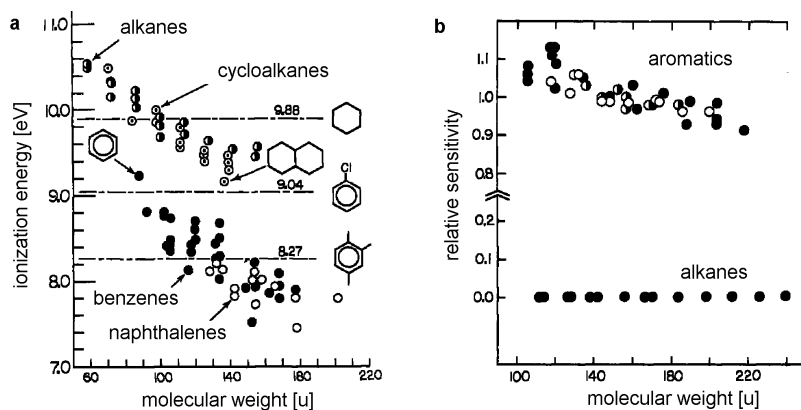 a
ionization energy [eV]
11.0
10.0
9.0
8.0
7.0
alkanes
cycloalkanes
9.88
9.04
Cl
8.27
benzenes
naphthalenes
60
100
140
180
220
molecular weight [u]
b
relative sensitivity
1.1
1.0
0.9
0.2
0.1
0.0
aromatics
alkanes
100
140
180
220
molecular weight [u]